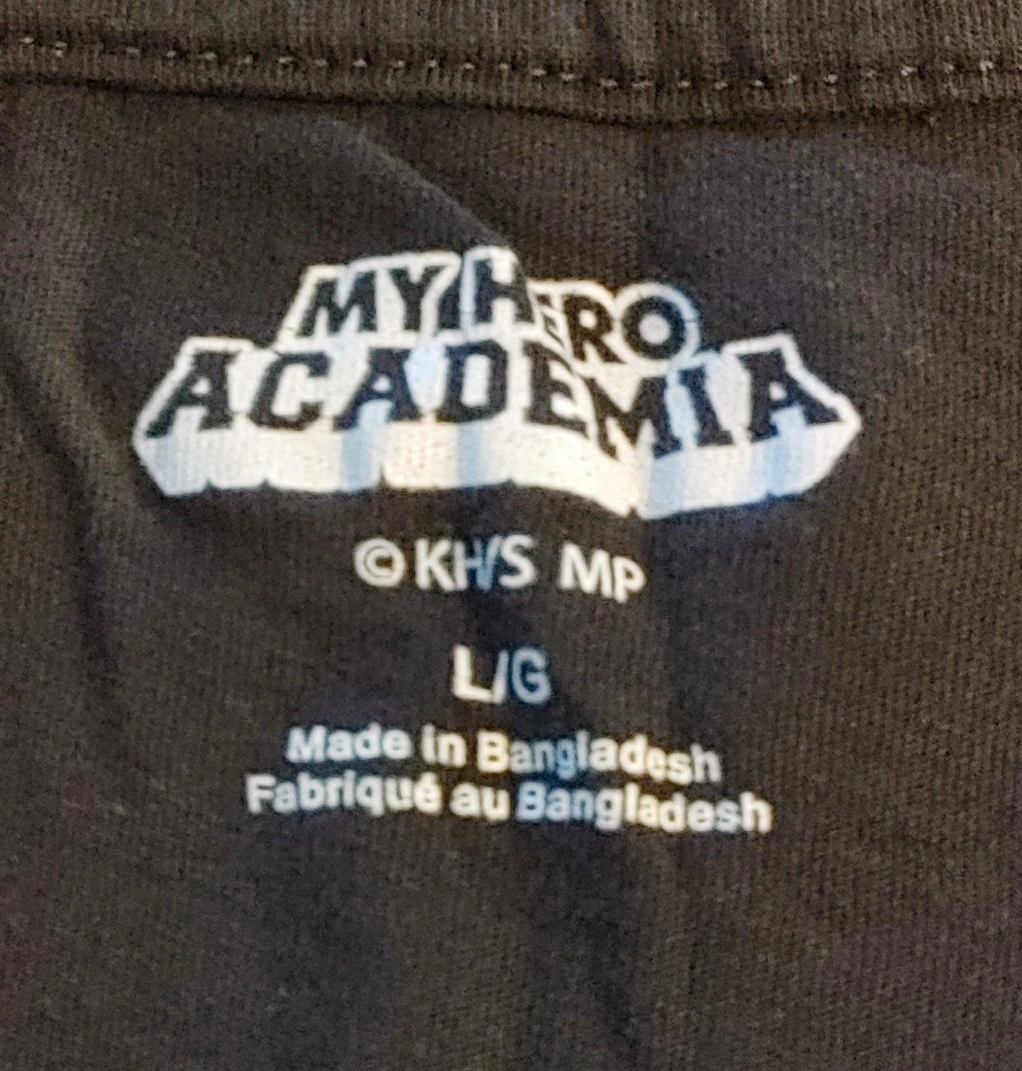 MY HERO
ACADEMIA
© KH/S MP
L/G
Made in Bangladesh
Fabriqué au Bangladesh